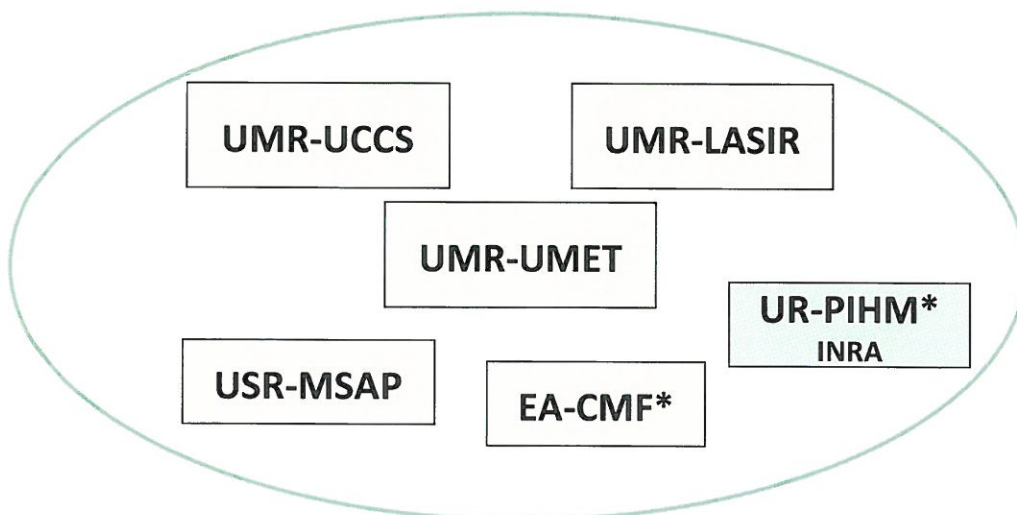 UMR-UCCS
UMR-LASIR
UMR-UMET
UR-PIHM*
INRA
USR-MSAP
EA-CMF*